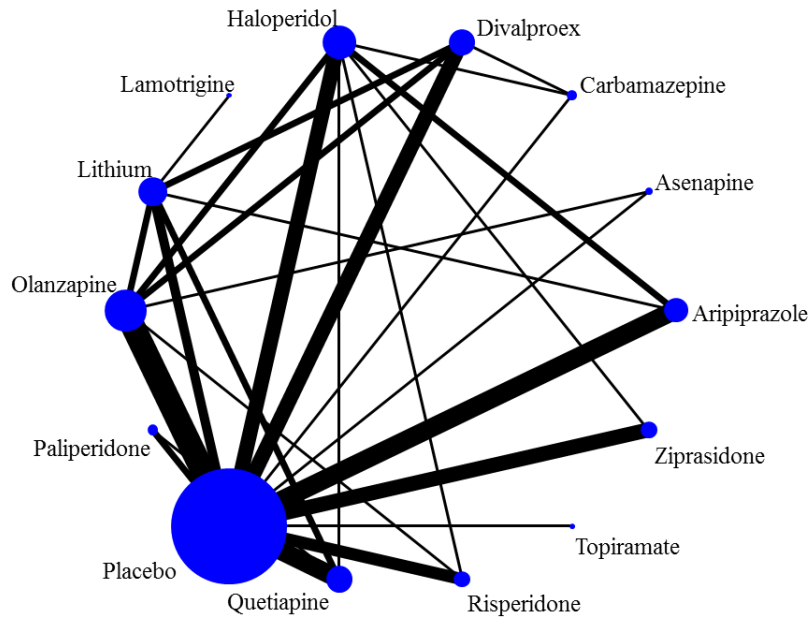 Haloperidol
Divalproex
Lamotrigine
Carbamazepine
Lithium
Asenapine
Olanzapine
Aripiprazole
Paliperidone
Ziprasidone
Topiramate
Placebo
Quetiapine
Risperidone